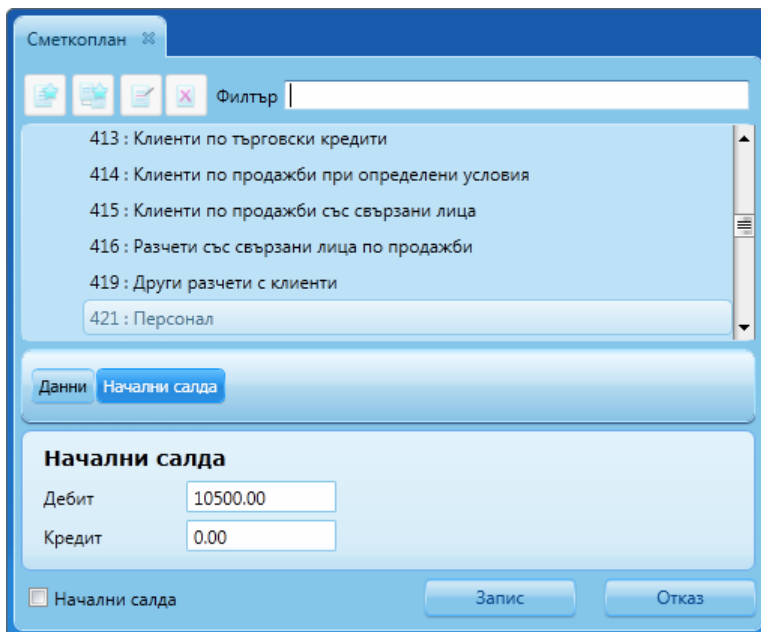 Сметкоплан
Филтър
413 : Клиенти по търговски кредити
414 : Клиенти по продажби при определени условия
415 : Клиенти по продажби със свързани лица
416 : Разчети със свързани лица по продажби
419 : Други разчети с клиенти
421 : Персонал
Данни Начални салда
Начални салда
Дебит 10500.00
Кредит 0.00
Начални салда Запис Отказ